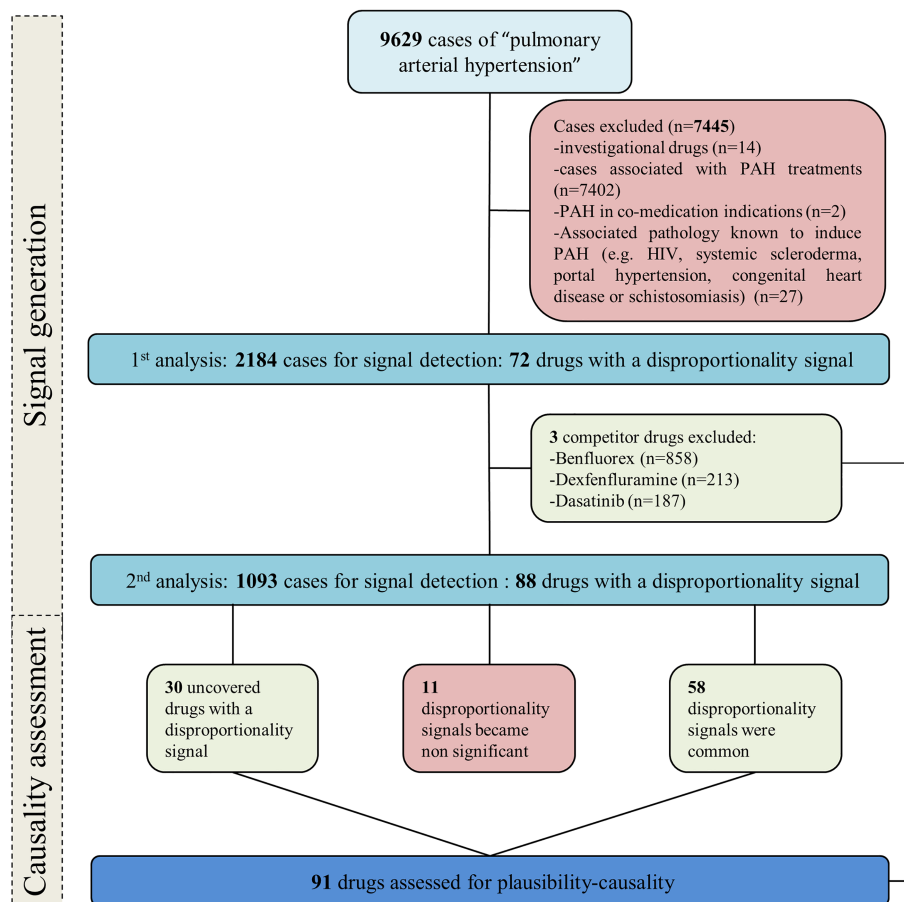 Signal generation
Causality assessment
9629 cases of “pulmonary
arterial hypertension”
Cases excluded (n=7445)
-investigational drugs (n=14)
-cases associated with PAH treatments
(n=7402)
-PAH in co-medication indications (n=2)
-Associated pathology known to induce
PAH (e.g. HIV, systemic scleroderma,
portal hypertension, congenital heart
disease or schistosomiasis) (n=27)
1st analysis: 2184 cases for signal detection: 72 drugs with a disproportionality signal
3 competitor drugs excluded:
-Benfluorex (n=858)
-Dexfenfluramine (n=213)
-Dasatinib (n=187)
2nd analysis: 1093 cases for signal detection : 88 drugs with a disproportionality signal
30 uncovered
drugs with a
disproportionality
signal
11
disproportionality
signals became
non significant
58
disproportionality
signals were
common
91 drugs assessed for plausibility-causality